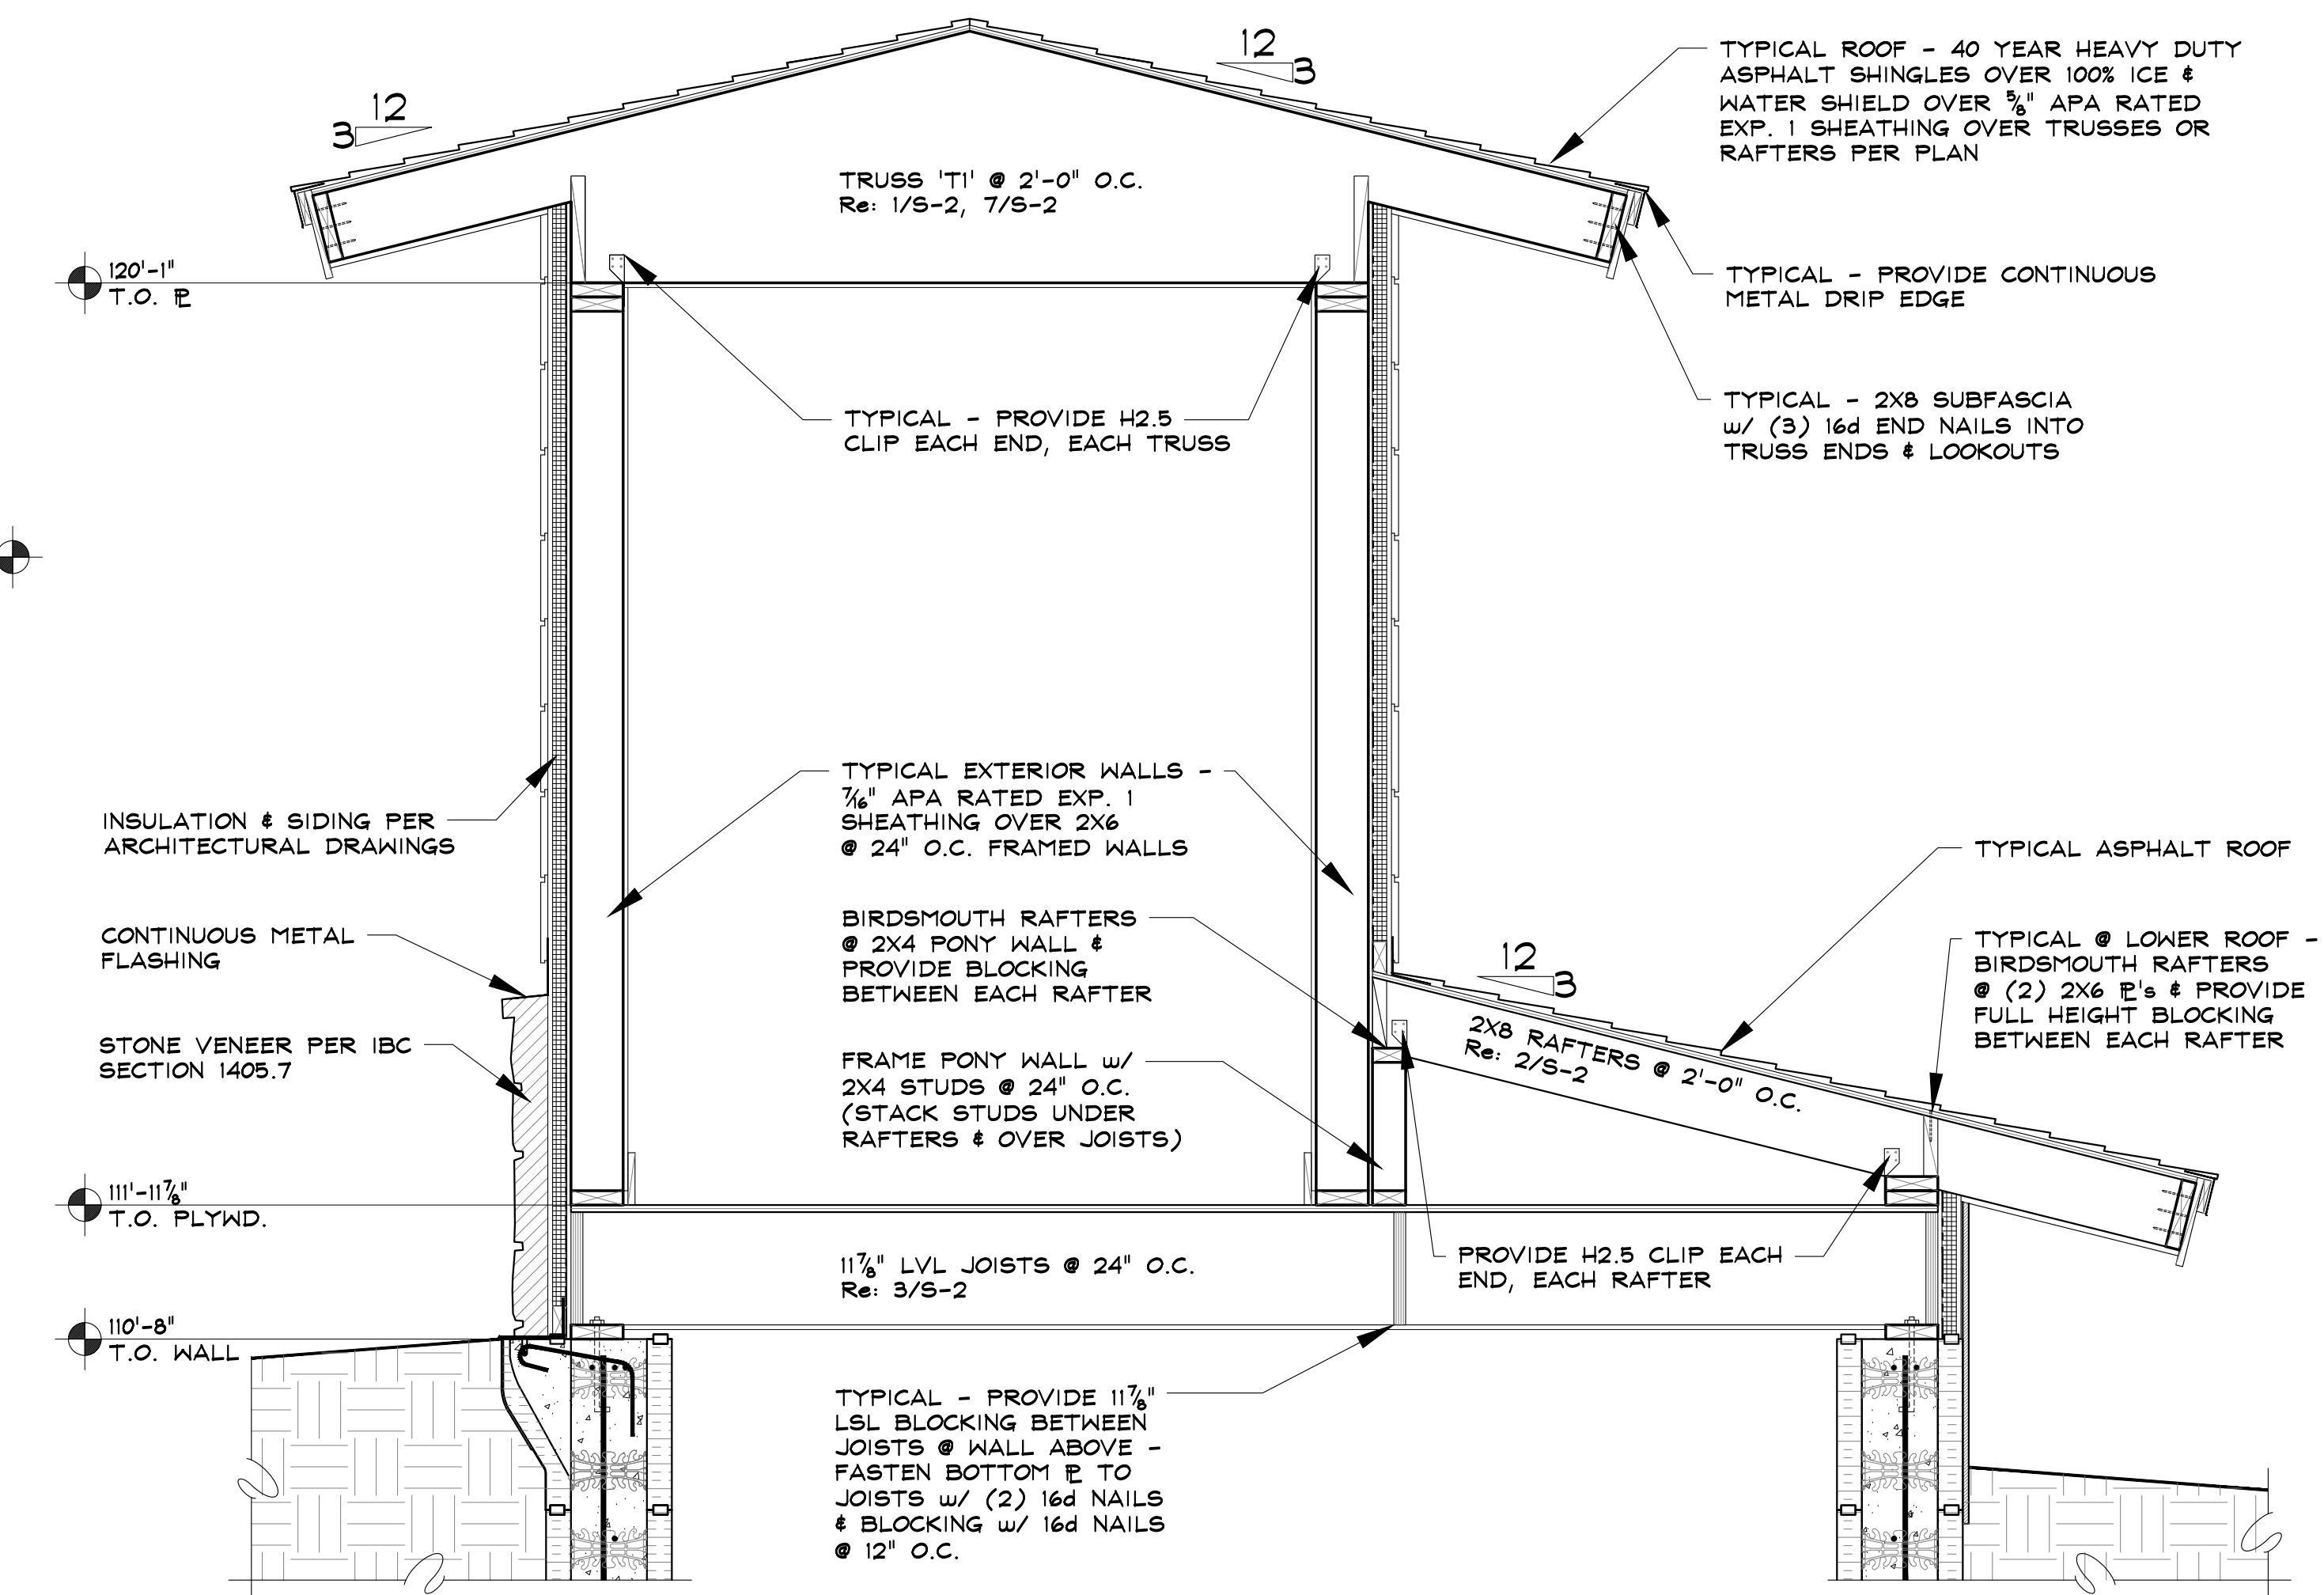 12
3
12
3
TYPICAL ROOF - 40 YEAR HEAVY DUTY
ASPHALT SHINGLES OVER 100% ICE &
WATER SHIELD OVER 5/8" APA RATED
EXP. 1 SHEATHING OVER TRUSSES OR
RAFTERS PER PLAN
TRUSS 'T1' @ 2'-0" O.C.
Re: 1/S-2, 7/S-2
120'-1"
T.O. PL
TYPICAL - PROVIDE CONTINUOUS
METAL DRIP EDGE
TYPICAL - PROVIDE H2.5
CLIP EACH END, EACH TRUSS
TYPICAL - 2X8 SUBFASCIA
w/ (3) 16d END NAILS INTO
TRUSS ENDS & LOOKOUTS
INSULATION & SIDING PER
ARCHITECTURAL DRAWINGS
TYPICAL EXTERIOR WALLS -
7/16" APA RATED EXP. 1
SHEATHING OVER 2X6
@ 24" O.C. FRAMED WALLS
TYPICAL ASPHALT ROOF
CONTINUOUS METAL
FLASHING
BIRDSMOUTH RAFTERS
@ 2X4 PONY WALL &
PROVIDE BLOCKING
BETWEEN EACH RAFTER
12
3
TYPICAL @ LOWER ROOF -
BIRDSMOUTH RAFTERS
@ (2) 2X6 PL's & PROVIDE
FULL HEIGHT BLOCKING
BETWEEN EACH RAFTER
STONE VENEER PER IBC
SECTION 1405.7
FRAME PONY WALL w/
2X4 STUDS @ 24" O.C.
(STACK STUDS UNDER
RAFTERS & OVER JOISTS)
2X8 RAFTERS @ 2'-0" O.C.
Re: 2/S-2
111'-11 7/8"
T.O. PLYWD.
11 7/8" LVL JOISTS @ 24" O.C.
Re: 3/S-2
PROVIDE H2.5 CLIP EACH
END, EACH RAFTER
110'-8"
T.O. WALL
TYPICAL - PROVIDE 11 7/8"
LSL BLOCKING BETWEEN
JOISTS @ WALL ABOVE -
FASTEN BOTTOM PL TO
JOISTS w/ (2) 16d NAILS
& BLOCKING w/ 16d NAILS
@ 12" O.C.